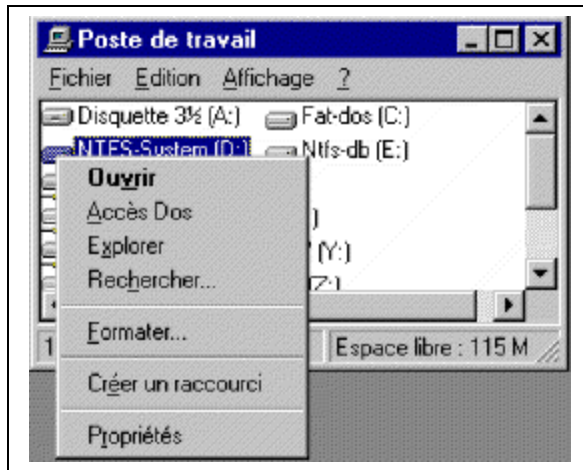 Poste de travail
Fichier Edition Affichage ?
Disquette 3½ (A:) Fat-dos (C:)
NTFS-System (D:) Ntfs-db (E:)
Ouvrir
Accès Dos
)
Explorer
(Y:)
Rechercher...
(Z:)
Formater...
1 Espace libre : 115 M
Créer un raccourci
Propriétés